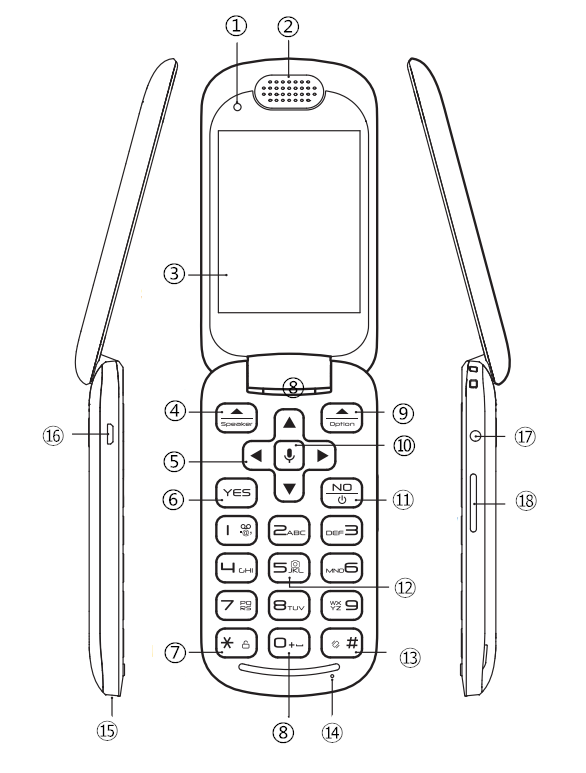 ① ②
③
⑧
④ Speaker Option ⑨
⑯ ⑩ ⑰
⑤
⑥ YES NO ⑪ ⑱
1 2ABC DEF3
4GHI 5JKL MNO6
⑫
7PQRS 8TUV WXYZ9
⑦ * 0+ # ⑬
⑮ ⑧ ⑭